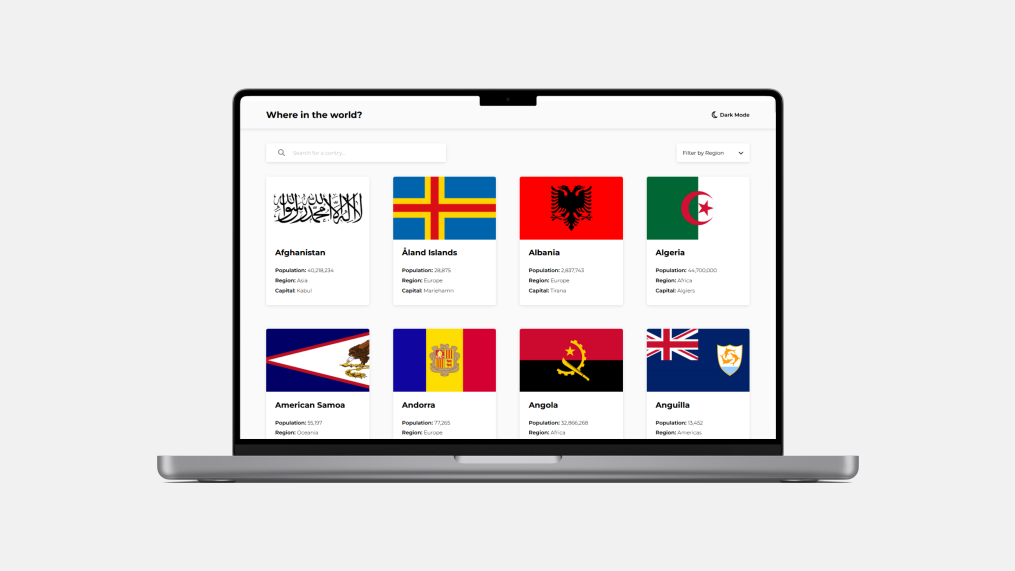 Where in the world?
Dark Mode
Search for a contry...
Filter by Region
لا إله إلا الله محمد رسول الله
Afghanistan
Population: 40,218,234
Region: Asia
Capital: Kabul
Åland Islands
Population: 28,875
Region: Europe
Capital: Mariehamn
Albania
Population: 2,837,743
Region: Europe
Capital: Tirana
Algeria
Population: 44,700,000
Region: Africa
Capital: Algiers
American Samoa
Population: 55,197
Region: Oceania
Andorra
Population: 77,265
Region: Europe
Angola
Population: 32,866,268
Region: Africa
Anguilla
Population: 13,452
Region: Americas